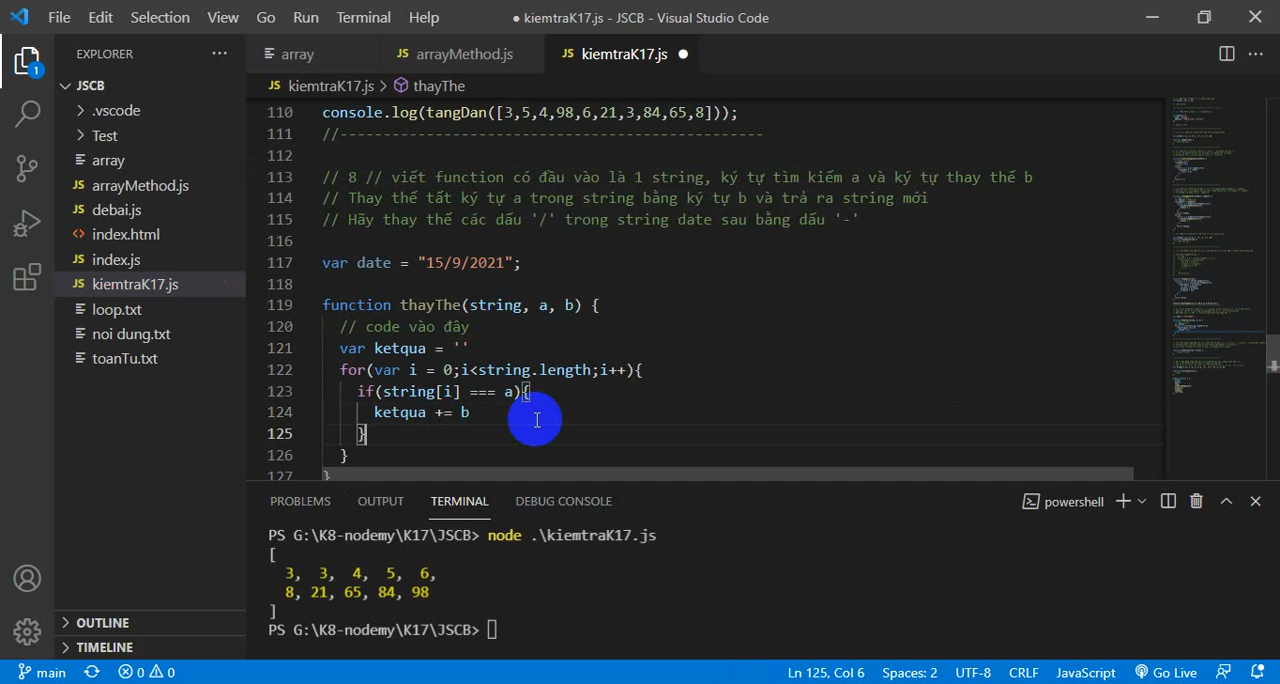 File Edit Selection View Go Run Terminal Help
● kiemtraK17.js - JSCB - Visual Studio Code
EXPLORER
JSCB
.vscode
Test
array
JS arrayMethod.js
JS debai.js
<> index.html
JS index.js
JS kiemtraK17.js
loop.txt
noi dung.txt
toanTu.txt
OUTLINE
TIMELINE
1
array JS arrayMethod.js JS kiemtraK17.js ●
JS kiemtraK17.js > thayThe
110 console.log(tangDan([3,5,4,98,6,21,3,84,65,8]));
111 //-------------------------------------------------
112
113 // 8 // viết function có đầu vào là 1 string, ký tự tìm kiếm a và ký tự thay thế b
114 // Thay thế tất ký tự a trong string bằng ký tự b và trả ra string mới
115 // Hãy thay thế các dấu '/' trong string date sau bằng dấu '-'
116
117 var date = "15/9/2021";
118
119 function thayThe(string, a, b) {
120 // code vào đây
121 var ketqua = ''
122 for(var i = 0;i<string.length;i++){
123 if(string[i] === a){
124 ketqua += b
125 }
126 }
127 }
PROBLEMS OUTPUT TERMINAL DEBUG CONSOLE
powershell
PS G:\K8-nodemy\K17\JSCB> node .\kiemtraK17.js
[
3, 3, 4, 5, 6,
8, 21, 65, 84, 98
]
PS G:\K8-nodemy\K17\JSCB>
main 0 0 Ln 125, Col 6 Spaces: 2 UTF-8 CRLF JavaScript Go Live